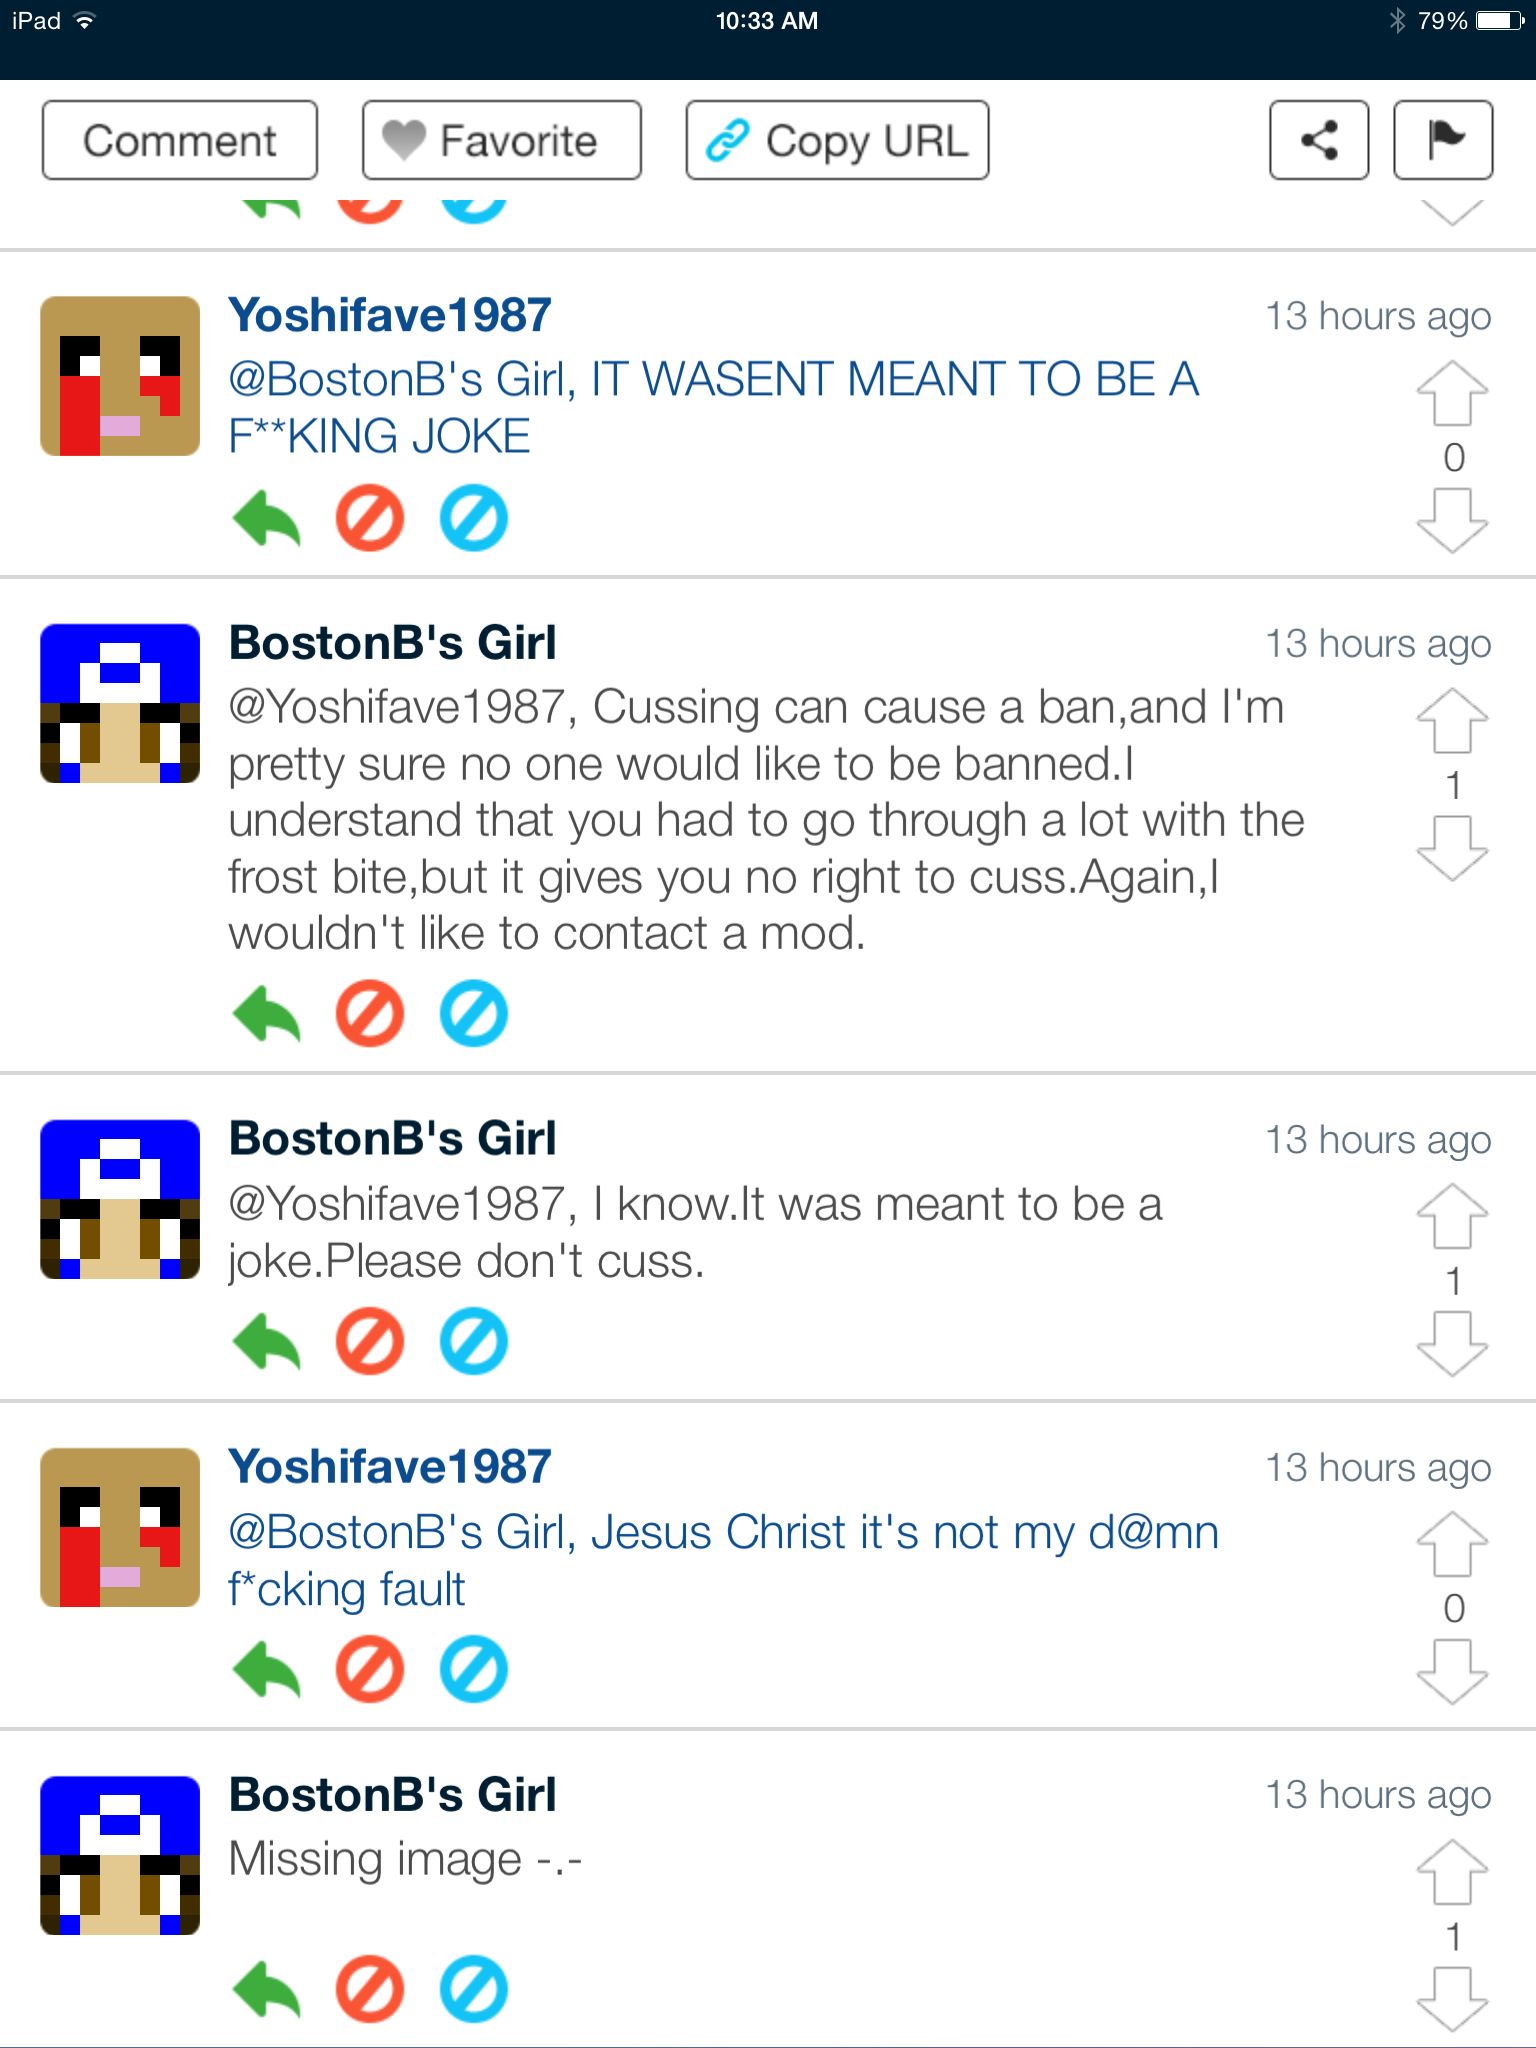 iPad 10:33 AM 79%
Comment Favorite Copy URL
Yoshifave1987 13 hours ago
@BostonB's Girl, IT WASENT MEANT TO BE A
F**KING JOKE
0
BostonB's Girl 13 hours ago
@Yoshifave1987, Cussing can cause a ban,and I'm
pretty sure no one would like to be banned.I
understand that you had to go through a lot with the
frost bite,but it gives you no right to cuss.Again,I
wouldn't like to contact a mod.
1
BostonB's Girl 13 hours ago
@Yoshifave1987, I know.It was meant to be a
joke.Please don't cuss.
1
Yoshifave1987 13 hours ago
@BostonB's Girl, Jesus Christ it's not my d@mn
f*cking fault
0
BostonB's Girl 13 hours ago
Missing image -.-
1